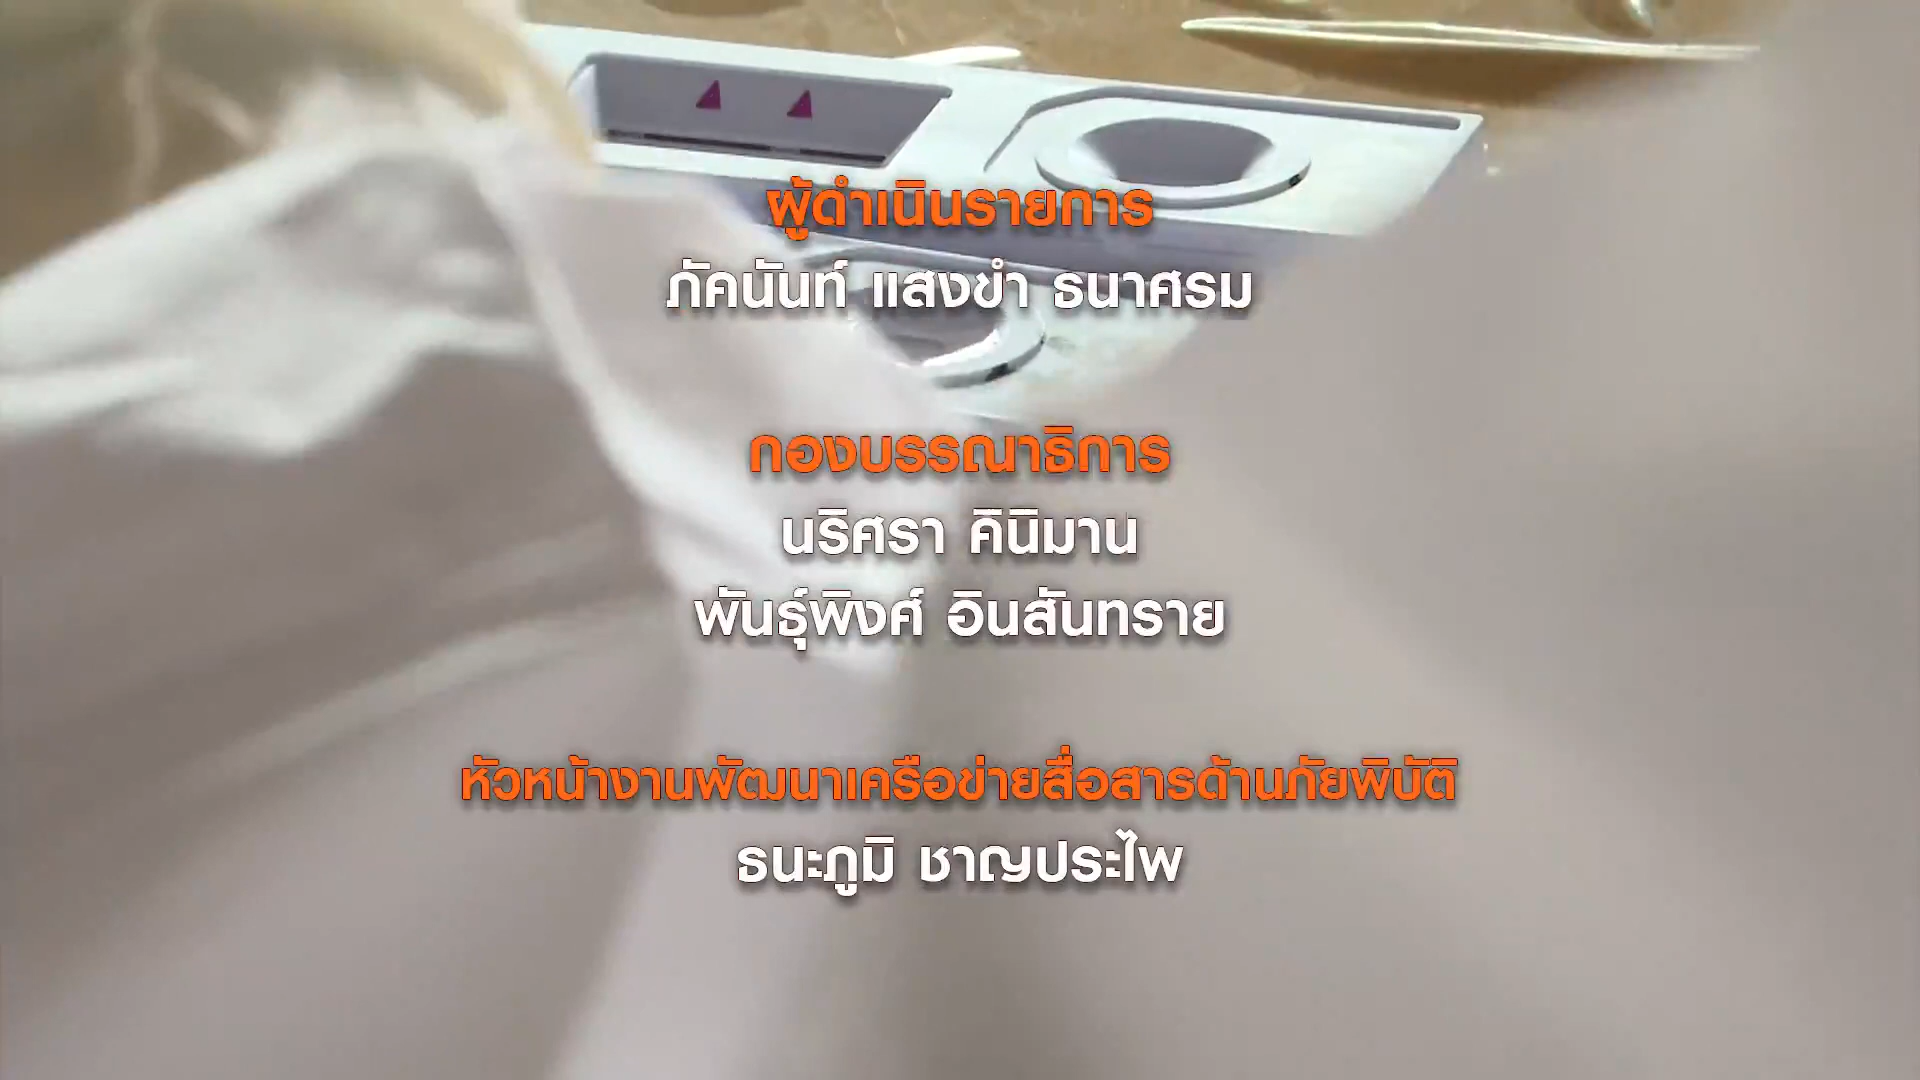 ผู้ดำเนินรายการ
ภัคนันท์ แสงขำ ธนาศรม
กองบรรณาธิการ
นริศรา คินิมาน
พันธุ์พิงศ์ อินสันทราย
หัวหน้างานพัฒนาเครือข่ายสื่อสารด้านภัยพิบัติ
ธนะภูมิ ชาญประไพ